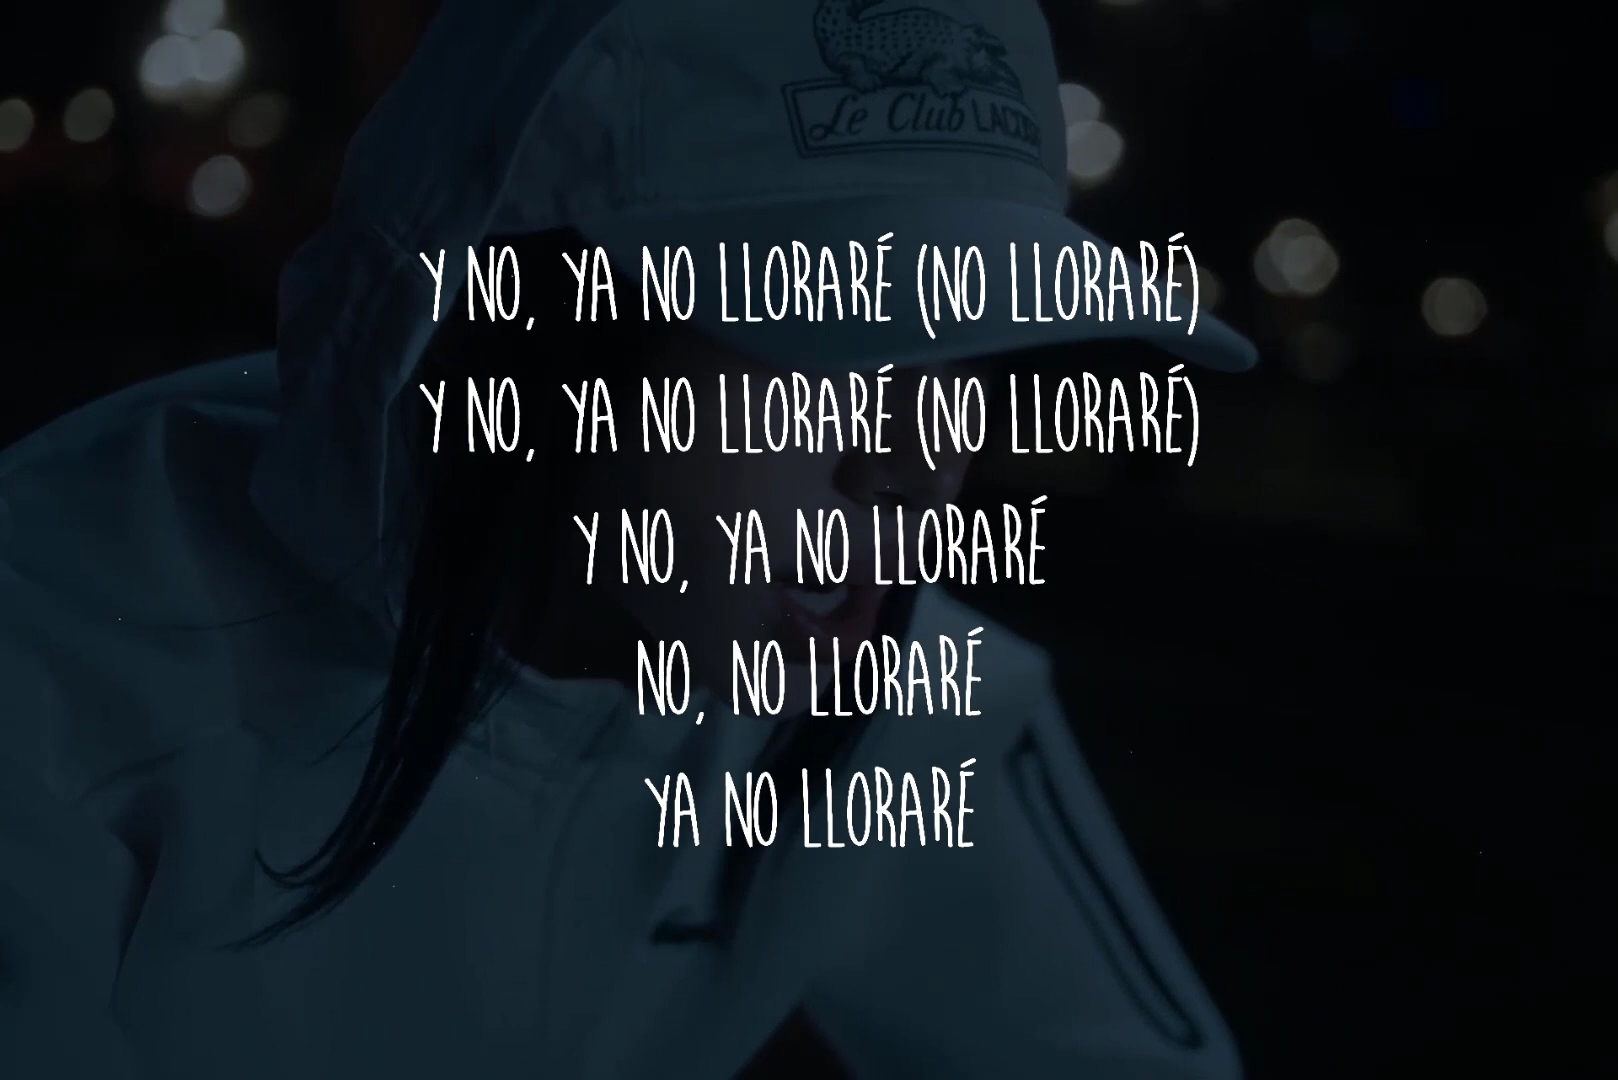 Le Club LACOSTE
Y NO, YA NO LLORARÉ (NO LLORARÉ)
Y NO, YA NO LLORARÉ (NO LLORARÉ)
Y NO, YA NO LLORARÉ
NO, NO LLORARÉ
YA NO LLORARÉ